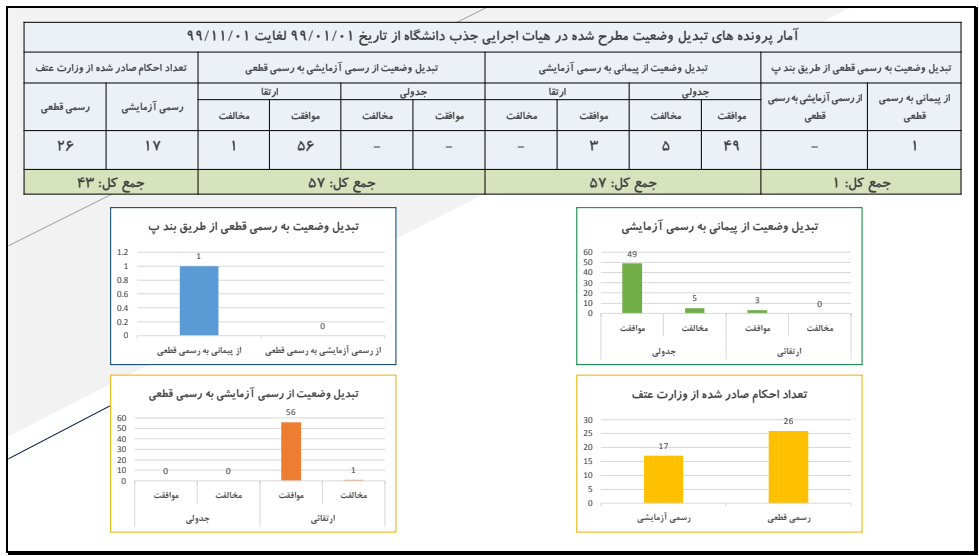 آمار پرونده های تبدیل وضعیت مطرح شده در هیات اجرایی جذب دانشگاه از تاریخ ۹۹/۰۱/۰۱ لغایت ۹۹/۱۱/۰۱
تبدیل وضعیت به رسمی قطعی از طریق بند پ تبدیل وضعیت از پیمانی به رسمی آزمایشی تبدیل وضعیت از رسمی آزمایشی به رسمی قطعی تعداد احکام صادر شده از وزارت عتف
از پیمانی به رسمی قطعی از رسمی آزمایشی به رسمی قطعی جدولی ارتقا جدولی ارتقا رسمی آزمایشی رسمی قطعی
موافقت مخالفت موافقت مخالفت موافقت مخالفت موافقت مخالفت
۱ - ۴۹ ۵ ۳ - - - ۵۶ ۱ ۱۷ ۲۶
جمع کل: ۱ جمع کل: ۵۷ جمع کل: ۵۷ جمع کل: ۴۳
تبدیل وضعیت از پیمانی به رسمی آزمایشی
60
50
40
30
20
10
0
49 5 3 0
موافقت مخالفت موافقت مخالفت
جدولی ارتقائی
تبدیل وضعیت به رسمی قطعی از طریق بند پ
1.2
1
0.8
0.6
0.4
0.2
0
1 0
از پیمانی به رسمی قطعی از رسمی آزمایشی به رسمی قطعی
تعداد احکام صادر شده از وزارت عتف
30
25
20
15
10
5
0
17 26
رسمی آزمایشی رسمی قطعی
تبدیل وضعیت از رسمی آزمایشی به رسمی قطعی
60
50
40
30
20
10
0
0 0 56 1
موافقت مخالفت موافقت مخالفت
جدولی ارتقائی